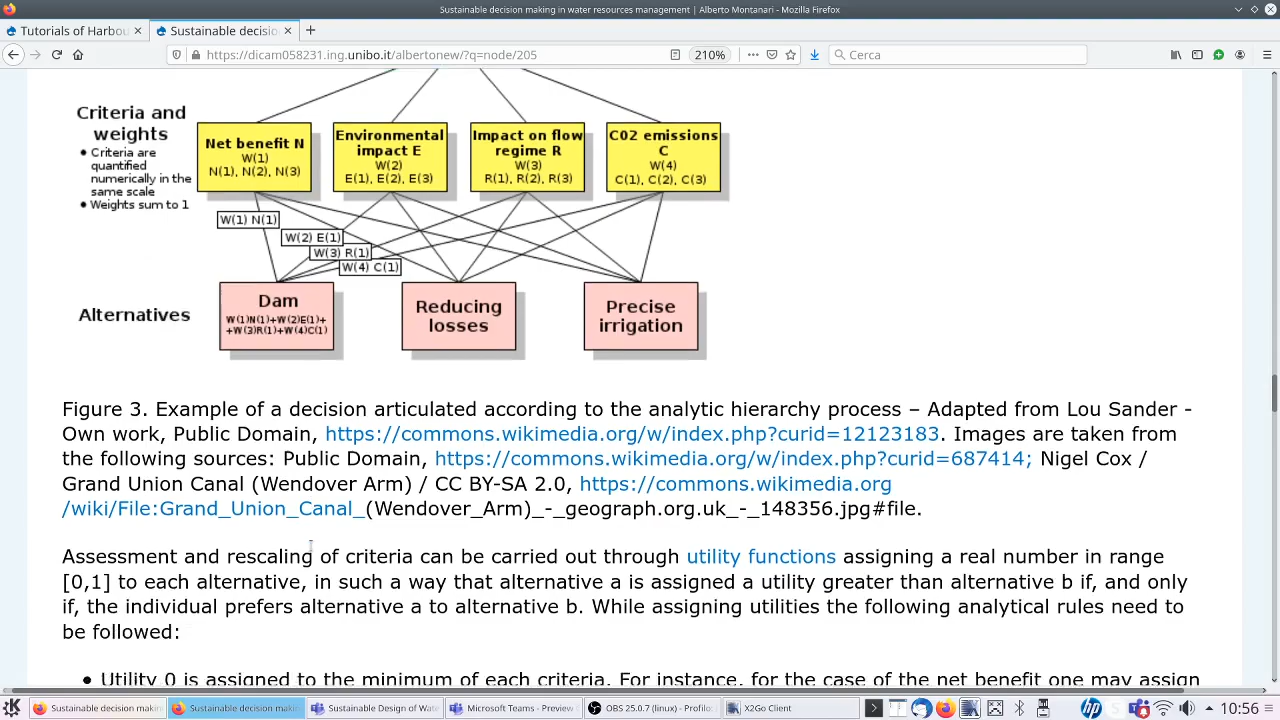 Sustainable decision making in water resources management | Alberto Montanari - Mozilla Firefox
Tutorials of Harbou
Sustainable decisio
https://dicam058231.ing.unibo.it/albertonew/?q=node/205
210%
Cerca
Criteria and
weights
• Criteria are
quantified
numerically in the
same scale
• Weights sum to 1
Net benefit N
W(1)
N(1), N(2), N(3)
Environmental
impact E
W(2)
E(1), E(2), E(3)
Impact on flow
regime R
W(3)
R(1), R(2), R(3)
C02 emissions
C
W(4)
C(1), C(2), C(3)
W(1) N(1)
W(2) E(1)
W(3) R(1)
W(4) C(1)
Alternatives
Dam
W(1)N(1)+W(2)E(1)+
+W(3)R(1)+W(4)C(1)
Reducing
losses
Precise
irrigation
Figure 3. Example of a decision articulated according to the analytic hierarchy process – Adapted from Lou Sander -
Own work, Public Domain, https://commons.wikimedia.org/w/index.php?curid=12123183. Images are taken from
the following sources: Public Domain, https://commons.wikimedia.org/w/index.php?curid=687414; Nigel Cox /
Grand Union Canal (Wendover Arm) / CC BY-SA 2.0, https://commons.wikimedia.org
/wiki/File:Grand_Union_Canal_(Wendover_Arm)_-_geograph.org.uk_-_148356.jpg#file.
Assessment and rescaling of criteria can be carried out through utility functions assigning a real number in range
[0,1] to each alternative, in such a way that alternative a is assigned a utility greater than alternative b if, and only
if, the individual prefers alternative a to alternative b. While assigning utilities the following analytical rules need to
be followed:
• Utility 0 is assigned to the minimum of each criteria. For instance, for the case of the net benefit one may assign
Sustainable decision makin
Sustainable decision makin
Sustainable Design of Wate
Microsoft Teams - Preview
OBS 25.0.7 (linux) - Profil
X2Go Client
10:56